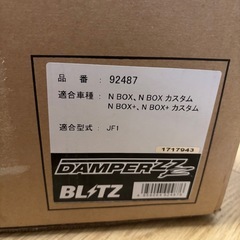 品 番 : 92487
適合車種 : N BOX、N BOX カスタム
N BOX+、N BOX+ カスタム
適合型式 : JF1
1717943
DAMPER ZZ
BLITZ